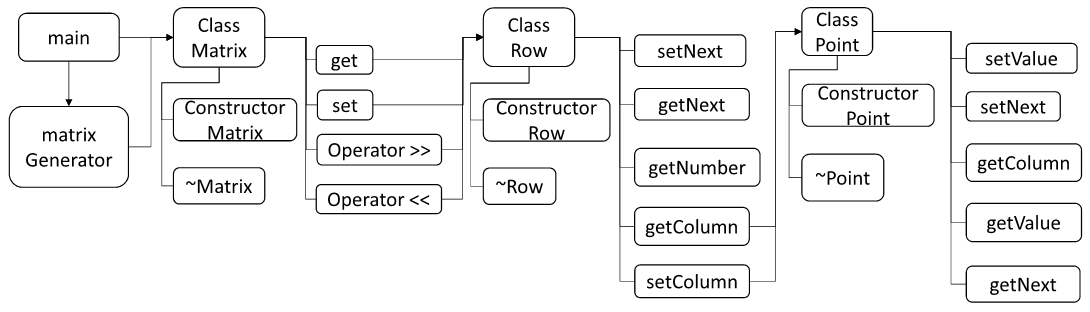 main
matrix
Generator
Class
Matrix
Constructor
Matrix
~Matrix
get
set
Operator >>
Operator <<
Class
Row
Constructor
Row
~Row
setNext
getNext
getNumber
getColumn
setColumn
Class
Point
Constructor
Point
~Point
setValue
setNext
getColumn
getValue
getNext